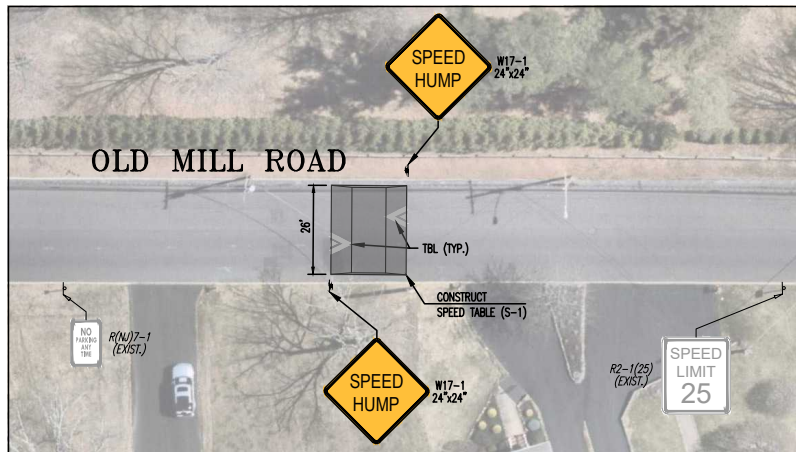 SPEED
HUMP
W17-1
24"x24"
OLD MILL ROAD
26'
TBL (TYP.)
CONSTRUCT
SPEED TABLE (S-1)
NO
PARKING
ANY
TIME
R(NJ)7-1
(EXIST.)
SPEED
HUMP
W17-1
24"x24"
R2-1(25)
(EXIST.)
SPEED
LIMIT
25